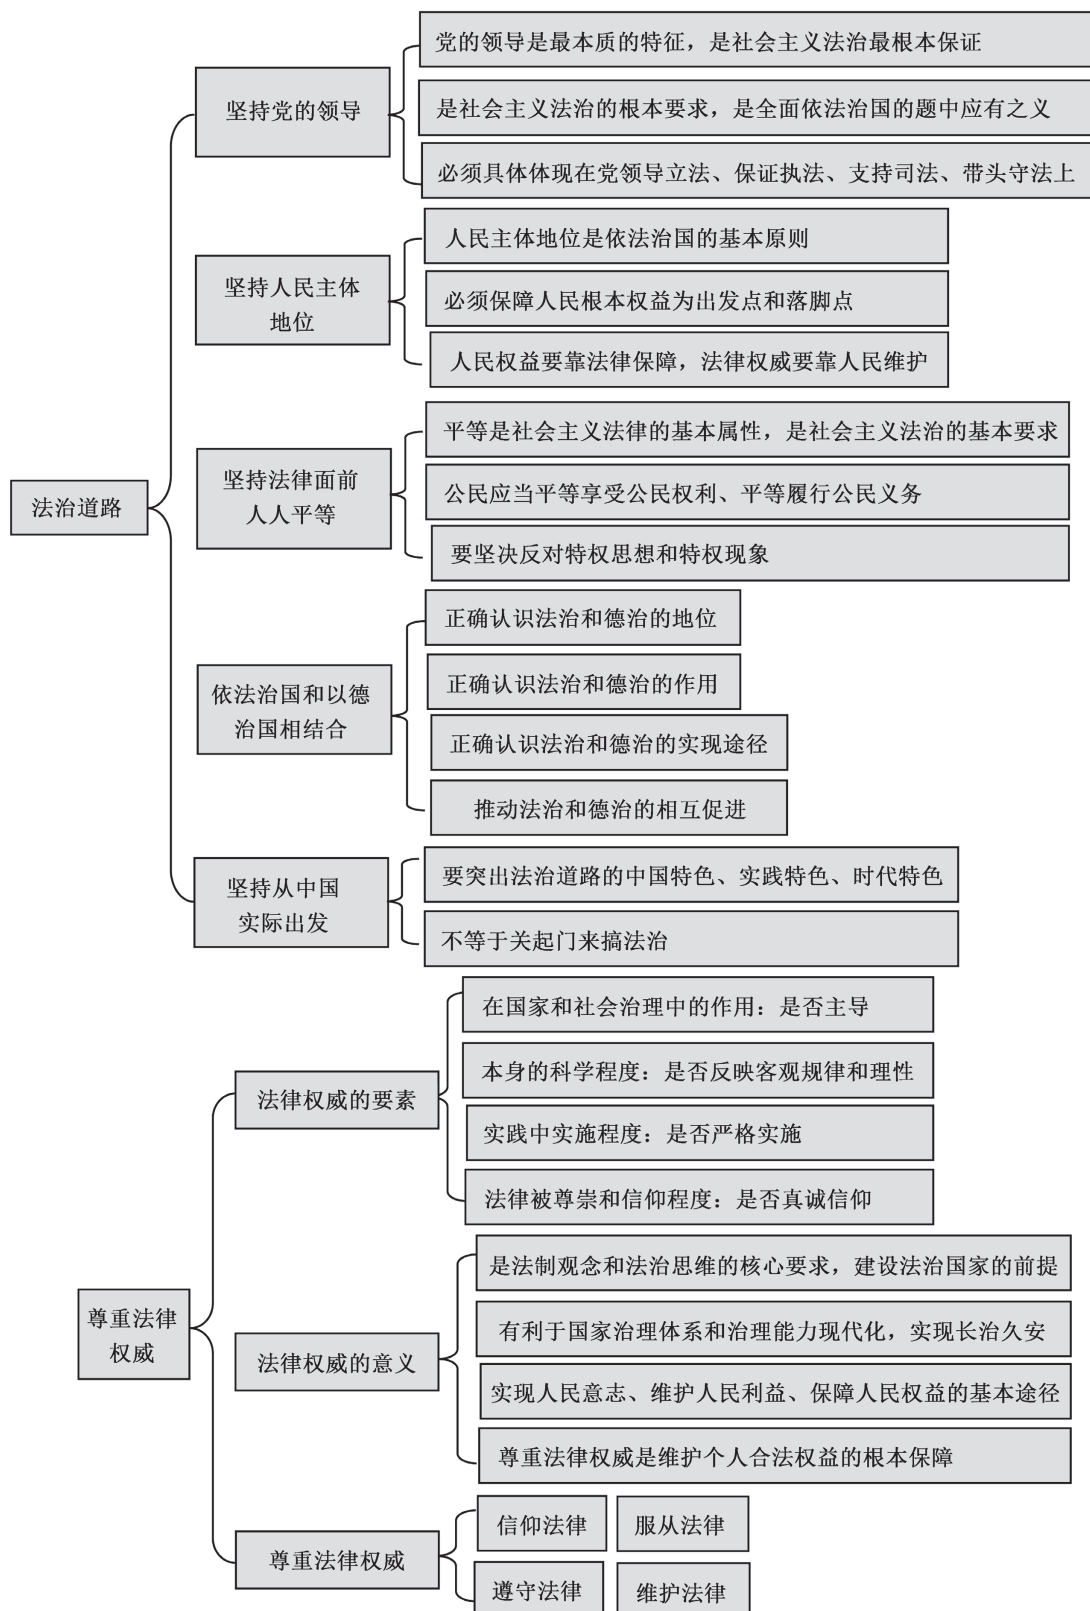 法治道路
坚持党的领导
党的领导是最本质的特征，是社会主义法治最根本保证
是社会主义法治的根本要求，是全面依法治国的题中应有之义
必须具体体现在党领导立法、保证执法、支持司法、带头守法上
坚持人民主体
地位
人民主体地位是依法治国的基本原则
必须保障人民根本权益为出发点和落脚点
人民权益要靠法律保障，法律权威要靠人民维护
坚持法律面前
人人平等
平等是社会主义法律的基本属性，是社会主义法治的基本要求
公民应当平等享受公民权利、平等履行公民义务
要坚决反对特权思想和特权现象
依法治国和以德
治国相结合
正确认识法治和德治的地位
正确认识法治和德治的作用
正确认识法治和德治的实现途径
推动法治和德治的相互促进
坚持从中国
实际出发
要突出法治道路的中国特色、实践特色、时代特色
不等于关起门来搞法治
尊重法律
权威
法律权威的要素
在国家和社会治理中的作用：是否主导
本身的科学程度：是否反映客观规律和理性
实践中实施程度：是否严格实施
法律被尊崇和信仰程度：是否真诚信仰
法律权威的意义
是法制观念和法治思维的核心要求，建设法治国家的前提
有利于国家治理体系和治理能力现代化，实现长治久安
实现人民意志、维护人民利益、保障人民权益的基本途径
尊重法律权威是维护个人合法权益的根本保障
尊重法律权威
信仰法律
服从法律
遵守法律
维护法律